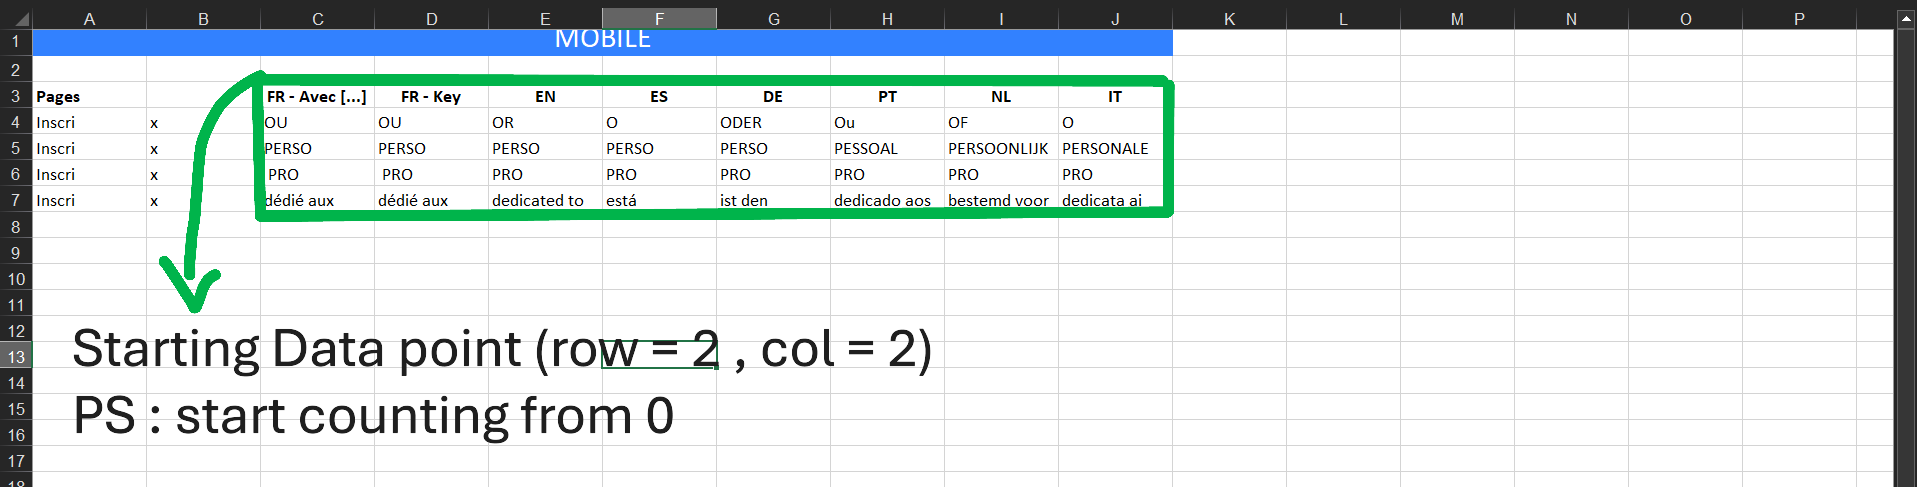 A B C D E F G H I J K L M N O P
1 MOBILE
2
3 Pages FR - Avec [...] FR - Key EN ES DE PT NL IT
4 Inscri x OU OU OR O ODER Ou OF O
5 Inscri x PERSO PERSO PERSO PERSO PERSO PESSOAL PERSOONLIJK PERSONALE
6 Inscri x PRO PRO PRO PRO PRO PRO PRO PRO
7 Inscri x dédié aux dédié aux dedicated to está ist den dedicado aos bestemd voor dedicata ai
8
9
10
11
12
Starting Data point (row = 2 , col = 2)
13
14
15
PS : start counting from 0
16
17
18